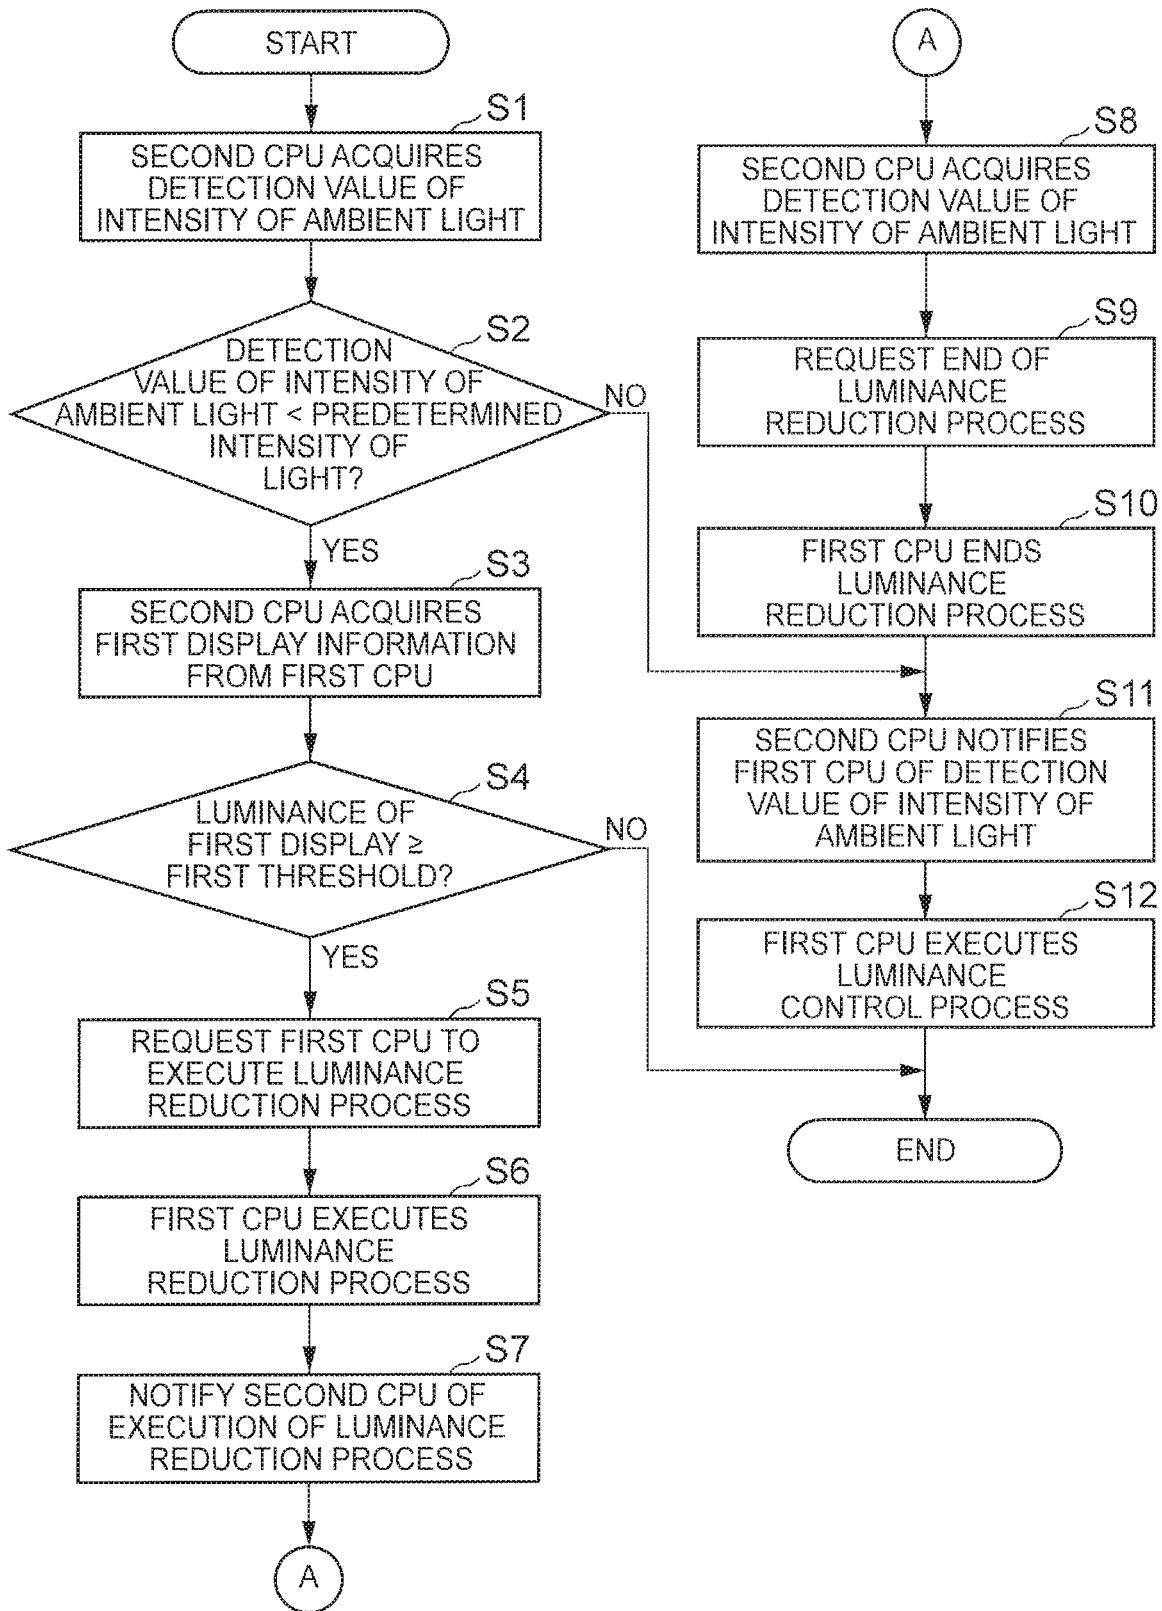 START
S1
SECOND CPU ACQUIRES
DETECTION VALUE OF
INTENSITY OF AMBIENT LIGHT
S2
DETECTION
VALUE OF INTENSITY OF
AMBIENT LIGHT < PREDETERMINED
INTENSITY OF
LIGHT?
NO
YES
S3
SECOND CPU ACQUIRES
FIRST DISPLAY INFORMATION
FROM FIRST CPU
S4
LUMINANCE OF
FIRST DISPLAY ≥
FIRST THRESHOLD?
NO
YES
S5
REQUEST FIRST CPU TO
EXECUTE LUMINANCE
REDUCTION PROCESS
S6
FIRST CPU EXECUTES
LUMINANCE
REDUCTION PROCESS
S7
NOTIFY SECOND CPU OF
EXECUTION OF LUMINANCE
REDUCTION PROCESS
A
A
S8
SECOND CPU ACQUIRES
DETECTION VALUE OF
INTENSITY OF AMBIENT LIGHT
S9
REQUEST END OF
LUMINANCE
REDUCTION PROCESS
S10
FIRST CPU ENDS
LUMINANCE
REDUCTION PROCESS
S11
SECOND CPU NOTIFIES
FIRST CPU OF DETECTION
VALUE OF INTENSITY OF
AMBIENT LIGHT
S12
FIRST CPU EXECUTES
LUMINANCE
CONTROL PROCESS
END